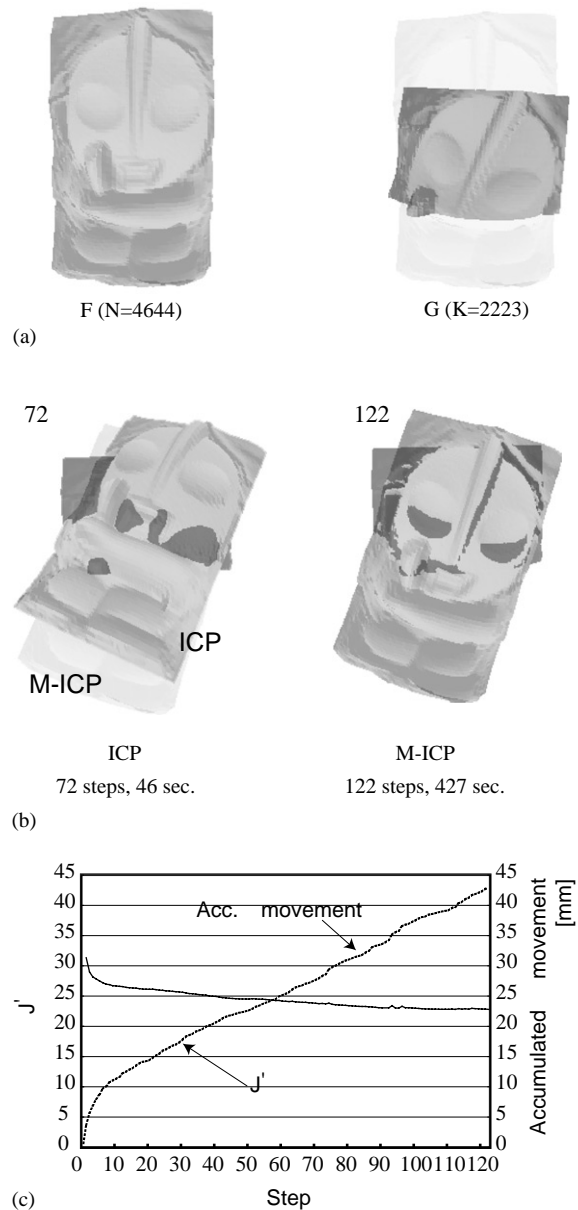 F (N=4644)
G (K=2223)
(a)
72
122
ICP
M-ICP
ICP
M-ICP
72 steps, 46 sec.
122 steps, 427 sec.
(b)
45 45
40 40
35 35
30 30
25 25
20 20
15 15
10 10
5 5
0 0
Acc. movement
J'
J'
Accumulated movement
[mm]
0 10 20 30 40 50 60 70 80 90 100110120
Step
(c)